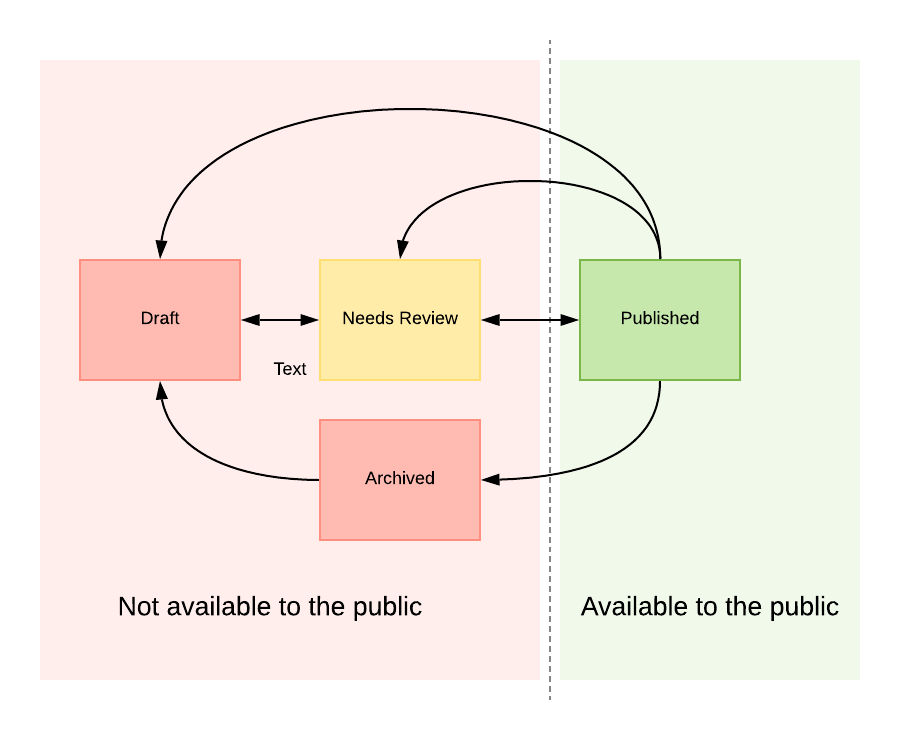 Draft
Needs Review
Published
Text
Archived
Not available to the public
Available to the public